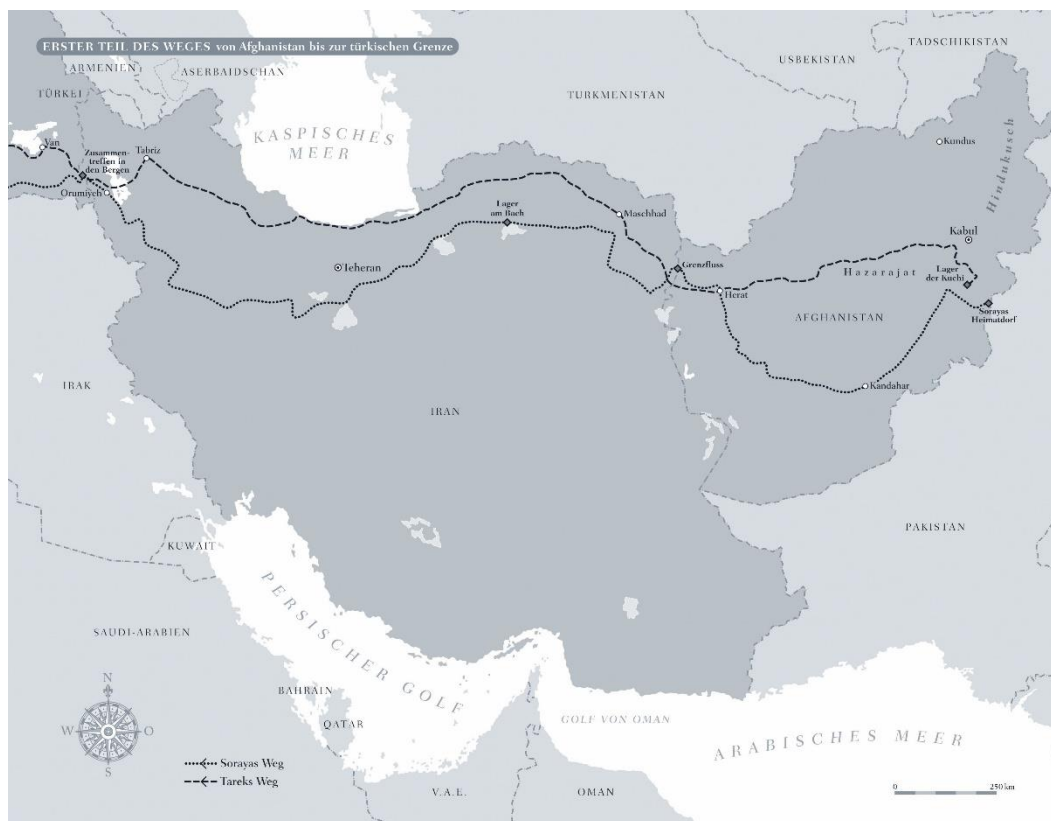 ERSTER TEIL DES WEGES von Afghanistan bis zur türkischen Grenze
TADSCHIKISTAN
USBEKISTAN
ARMENIEN
ASERBAIDSCHAN
TÜRKEI
TURKMENISTAN
KASPISCHES
MEER
Kundus
Hindukusch
Van
Zusammen-
treffen in
den Bergen
Tabriz
Orumiyeh
Lager
am Bach
Maschhad
Kabul
Teheran
Grenzfluss
Hazarajat
Lager
der Kuchi
Herat
Sorayas
Heimatdorf
AFGHANISTAN
Kandahar
IRAK
IRAN
PAKISTAN
KUWAIT
PERSISCHER GOLF
SAUDI-ARABIEN
BAHRAIN
QATAR
GOLF VON OMAN
ARABISCHES MEER
N
W
O
S
Sorayas Weg
Tareks Weg
V.A.E.
OMAN
0
250 km